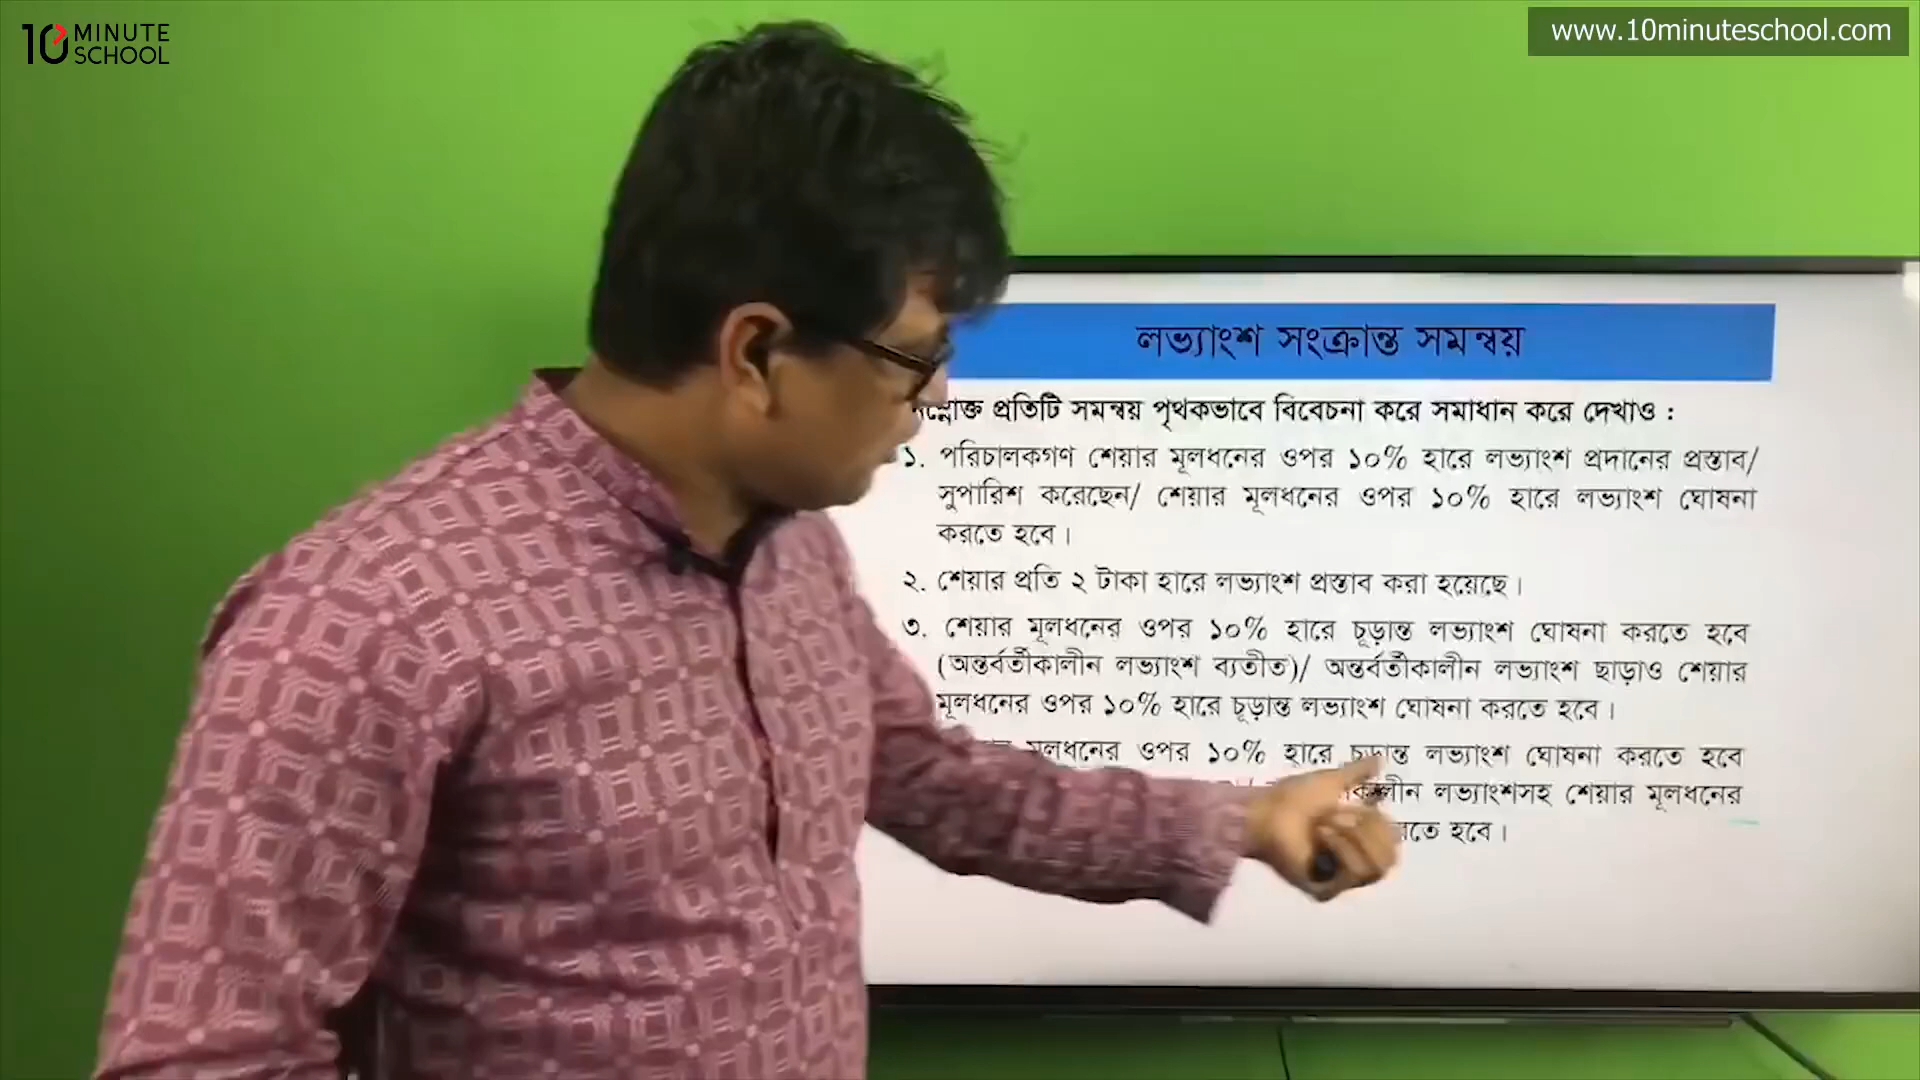 10 MINUTE SCHOOL
www.10minuteschool.com
লভ্যাংশ সংক্রান্ত সমন্বয়
প্রতিটি সমন্বয় পৃথকভাবে বিবেচনা করে সমাধান করে দেখাও :
১. পরিচালকগণ শেয়ার মূলধনের ওপর ১০% হারে লভ্যাংশ প্রদানের প্রস্তাব/
সুপারিশ করেছেন/ শেয়ার মূলধনের ওপর ১০% হারে লভ্যাংশ ঘোষনা
করতে হবে।
২. শেয়ার প্রতি ২ টাকা হারে লভ্যাংশ প্রস্তাব করা হয়েছে।
৩. শেয়ার মূলধনের ওপর ১০% হারে চূড়ান্ত লভ্যাংশ ঘোষনা করতে হবে
(অন্তর্বর্তীকালীন লভ্যাংশ ব্যতীত)/ অন্তর্বর্তীকালীন লভ্যাংশ ছাড়াও শেয়ার
মূলধনের ওপর ১০% হারে চূড়ান্ত লভ্যাংশ ঘোষনা করতে হবে।
মূলধনের ওপর ১০% হারে চূড়ান্ত লভ্যাংশ ঘোষনা করতে হবে
লভ্যাংশসহ শেয়ার মূলধনের
হবে।